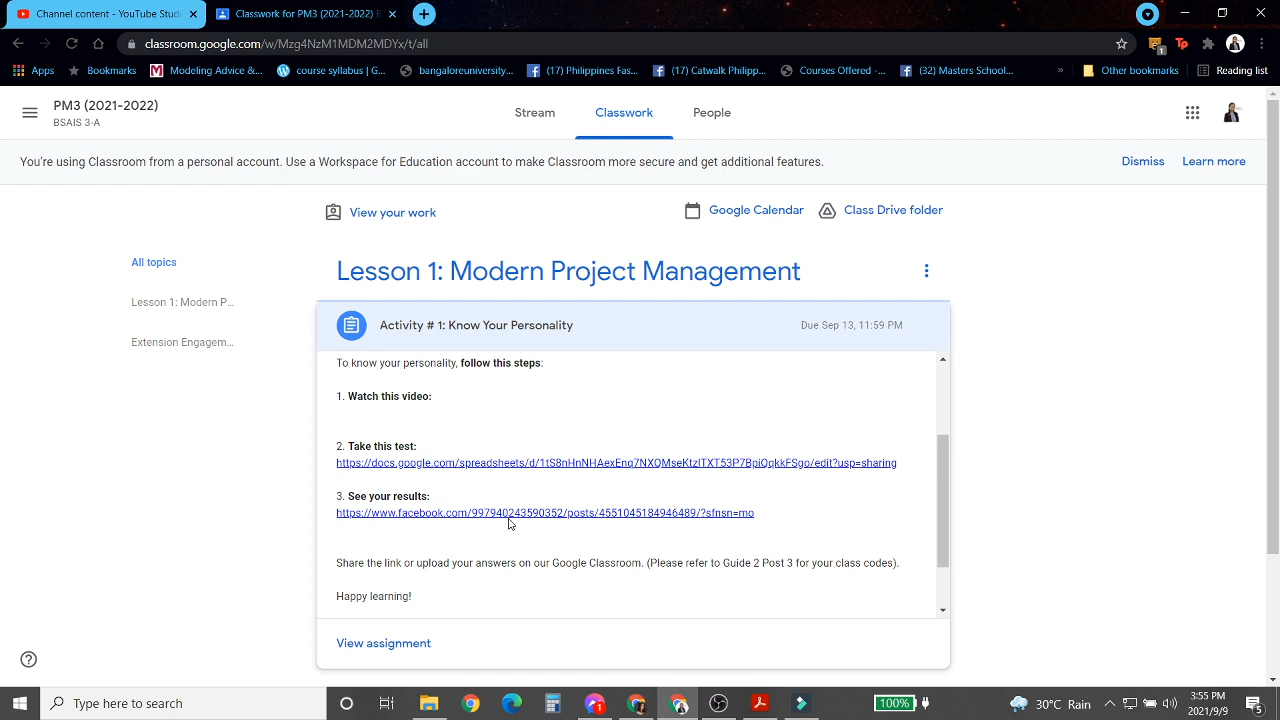 Channel content - YouTube Studi
Classwork for PM3 (2021-2022) B
classroom.google.com/w/Mzg4NzM1MDM2MDYx/t/all
Apps
Bookmarks
Modeling Advice &...
course syllabus | G...
bangaloreuniversity...
(17) Philippines Fas...
(17) Catwalk Philipp...
Courses Offered -...
(32) Masters School...
»
Other bookmarks
Reading list
PM3 (2021-2022)
BSAIS 3-A
Stream
Classwork
People
You're using Classroom from a personal account. Use a Workspace for Education account to make Classroom more secure and get additional features.
Dismiss
Learn more
View your work
Google Calendar
Class Drive folder
All topics
Lesson 1: Modern P...
Extension Engagem...
Lesson 1: Modern Project Management
Activity # 1: Know Your Personality
Due Sep 13, 11:59 PM
To know your personality, follow this steps:
1. Watch this video:
2. Take this test:
https://docs.google.com/spreadsheets/d/1tS8nHnNHAexEnq7NXQMseKtzlTXT53P7BpiQqkkFSgo/edit?usp=sharing
3. See your results:
https://www.facebook.com/997940243590352/posts/4551045184946489/?sfnsn=mo
Share the link or upload your answers on our Google Classroom. (Please refer to Guide 2 Post 3 for your class codes).
Happy learning!
View assignment
Type here to search
100%
30°C Rain
3:55 PM
2021/9/9